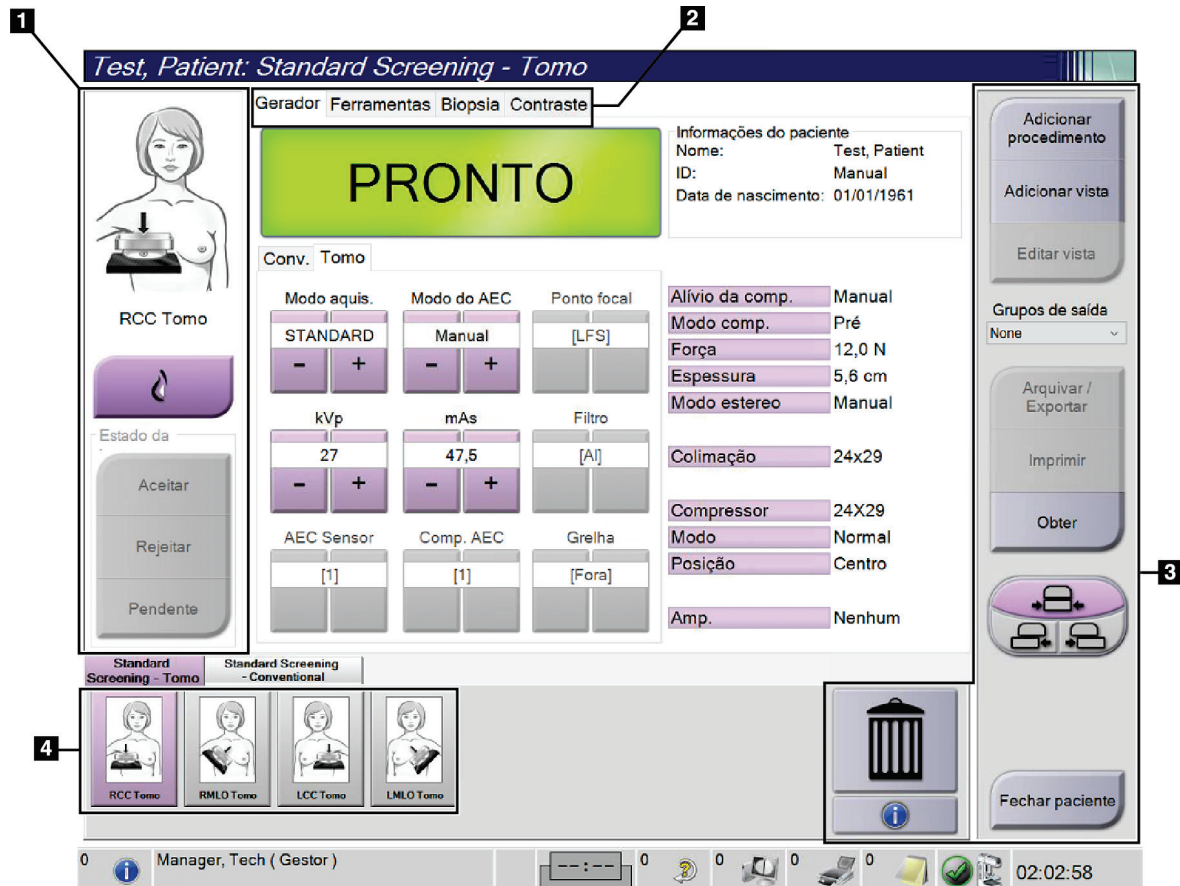 1
2
Test, Patient: Standard Screening - Tomo
Gerador Ferramentas Biopsia Contraste
PRONTO
Informações do paciente
Nome: Test, Patient
ID: Manual
Data de nascimento: 01/01/1961
Adicionar
procedimento
Adicionar vista
Editar vista
Grupos de saída
None
Arquivar /
Exportar
Imprimir
Obter
3
Fechar paciente
RCC Tomo
Estado da
Aceitar
Rejeitar
Pendente
Conv. Tomo
Modo aquis. Modo do AEC Ponto focal
STANDARD Manual [LFS]
- + - +
kVp mAs Filtro
27 47,5 [Al]
- + - +
AEC Sensor Comp. AEC Grelha
[1] [1] [Fora]
Alívio da comp. Manual
Modo comp. Pré
Força 12,0 N
Espessura 5,6 cm
Modo estereo Manual
Colimação 24x29
Compressor 24X29
Modo Normal
Posição Centro
Amp. Nenhum
Standard
Screening - Tomo
Standard Screening
- Conventional
4
RCC Tomo RMLO Tomo LCC Tomo LMLO Tomo
0 Manager, Tech ( Gestor ) --:-- 0 0 0 0 02:02:58